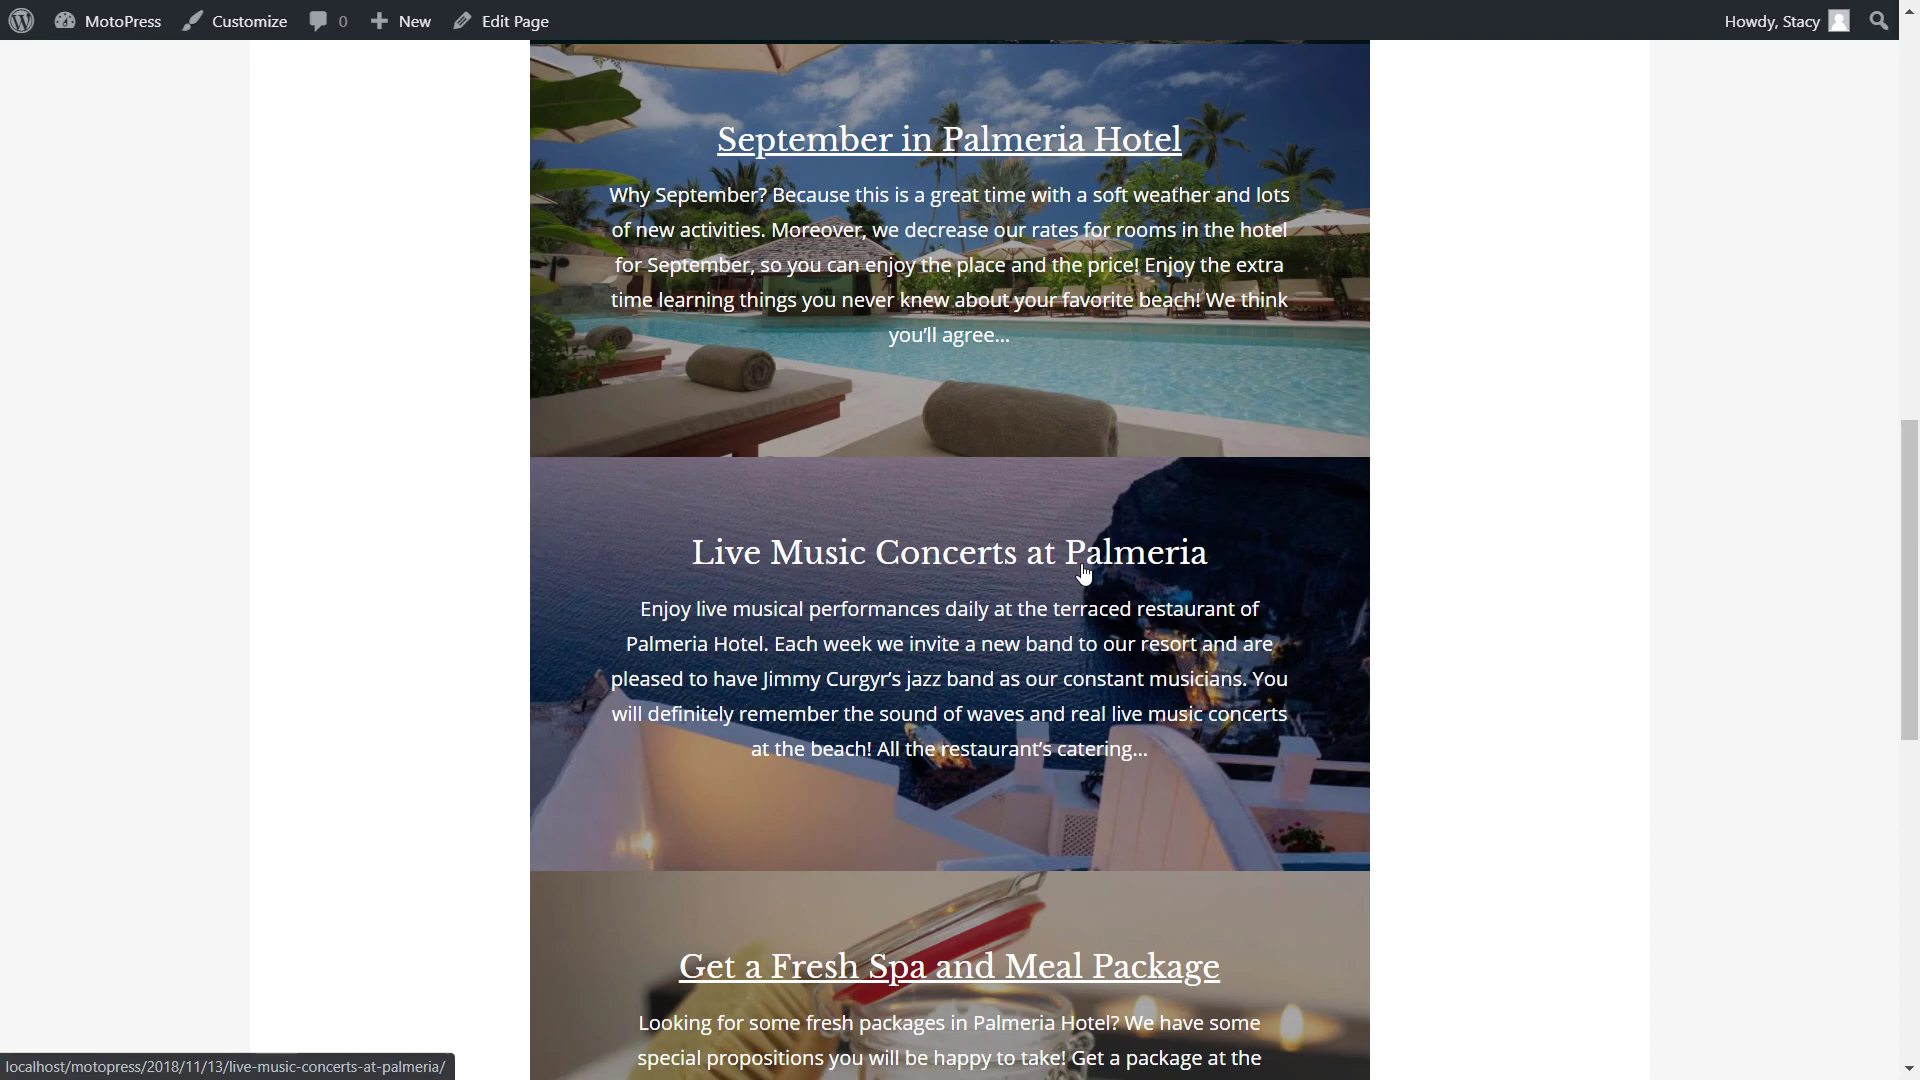 MotoPress Customize 0 New Edit Page Howdy, Stacy
September in Palmeria Hotel
Why September? Because this is a great time with a soft weather and lots
of new activities. Moreover, we decrease our rates for rooms in the hotel
for September, so you can enjoy the place and the price! Enjoy the extra
time learning things you never knew about your favorite beach! We think
you’ll agree...
Live Music Concerts at Palmeria
Enjoy live musical performances daily at the terraced restaurant of
Palmeria Hotel. Each week we invite a new band to our resort and are
pleased to have Jimmy Curgyr’s jazz band as our constant musicians. You
will definitely remember the sound of waves and real live music concerts
at the beach! All the restaurant’s catering...
Get a Fresh Spa and Meal Package
Looking for some fresh packages in Palmeria Hotel? We have some
special propositions you will be happy to take! Get a package at the
localhost/motopress/2018/11/13/live-music-concerts-at-palmeria/